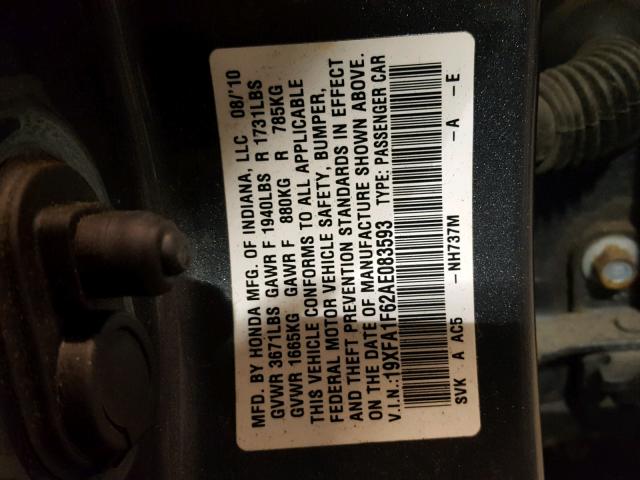 MFD. BY HONDA MFG. OF INDIANA, LLC 08/'10
GVWR 3671LBS GAWR F 1940LBS R 1731LBS
GVWR 1665KG GAWR F 880KG R 785KG
THIS VEHICLE CONFORMS TO ALL APPLICABLE
FEDERAL MOTOR VEHICLE SAFETY, BUMPER,
AND THEFT PREVENTION STANDARDS IN EFFECT
ON THE DATE OF MANUFACTURE SHOWN ABOVE.
V.I.N.:19XFA1F62AE083593 TYPE: PASSENGER CAR
SVK A AC5 -NH737M -A -E